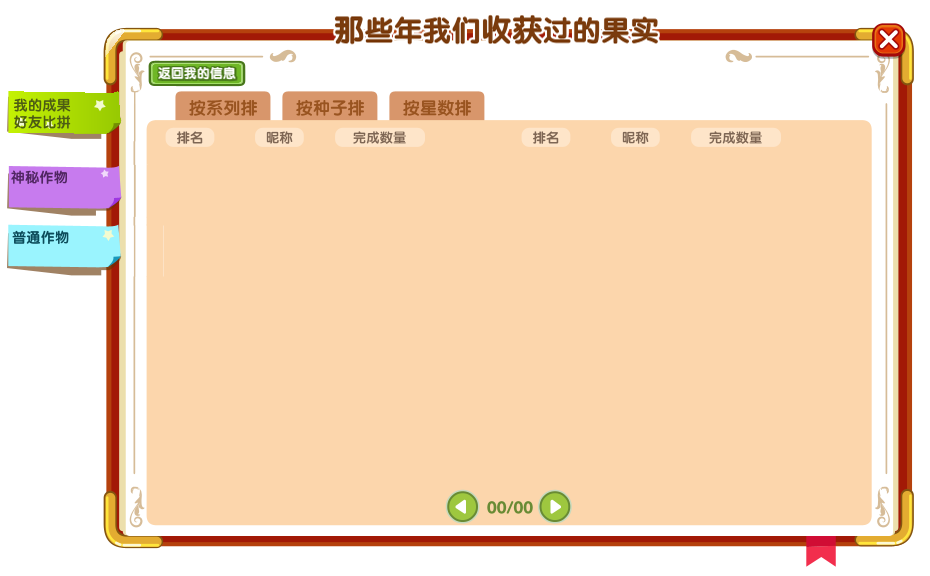 那些年我们收获过的果实
返回我的信息
我的成果
好友比拼
神秘作物
普通作物
按系列排 按种子排 按星数排
排名 昵称 完成数量 排名 昵称 完成数量
00/00